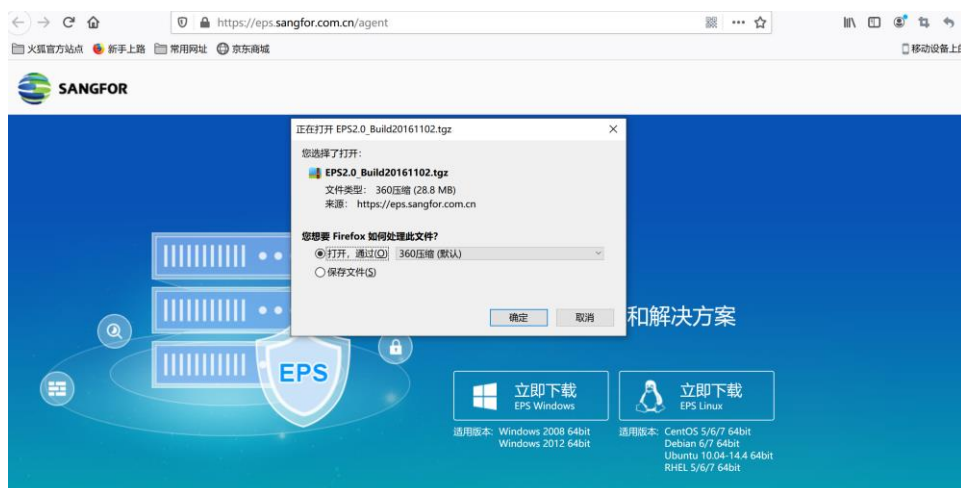 https://eps.sangfor.com.cn/agent
火狐官方站点 新手上路 常用网址 京东商城
移动设备上的
SANGFOR
正在打开 EPS2.0_Build20161102.tgz
您选择了打开:
EPS2.0_Build20161102.tgz
文件类型: 360压缩 (28.8 MB)
来源: https://eps.sangfor.com.cn
您想要 Firefox 如何处理此文件?
打开，通过(O) 360压缩 (默认)
保存文件(S)
确定 取消
和解决方案
EPS
立即下载
EPS Windows
适用版本: Windows 2008 64bit
Windows 2012 64bit
立即下载
EPS Linux
适用版本: CentOS 5/6/7 64bit
Debian 6/7 64bit
Ubuntu 10.04-14.4 64bit
RHEL 5/6/7 64bit